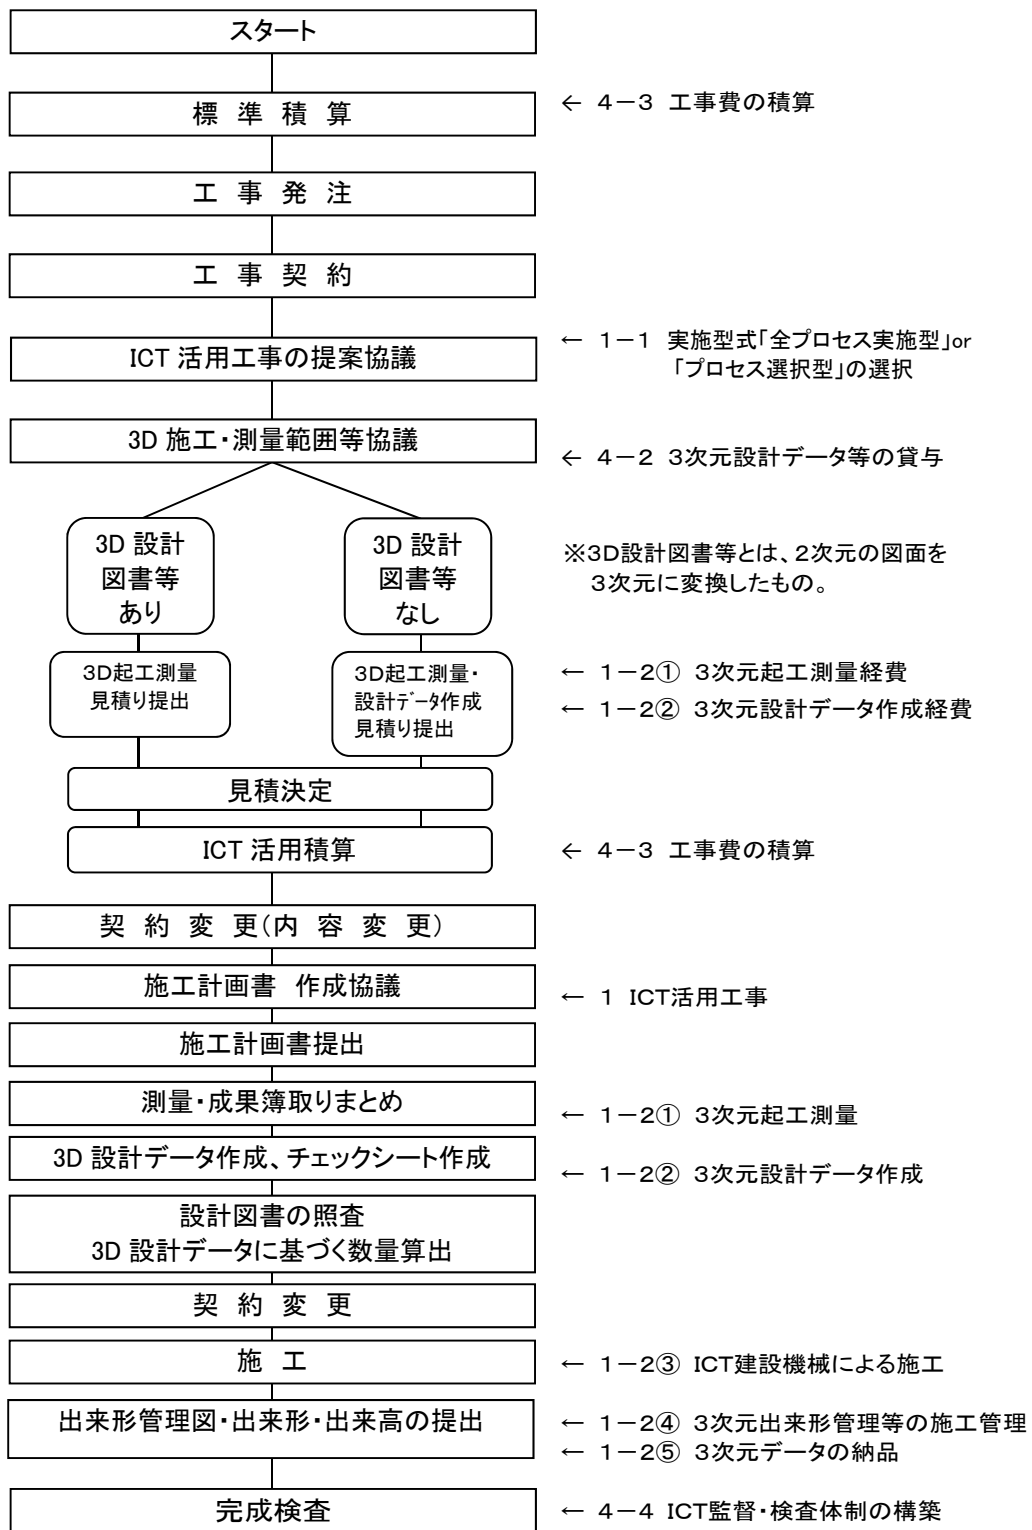 スタート
標 準 積 算
← 4－3 工事費の積算
工 事 発 注
工 事 契 約
ICT 活用工事の提案協議
← 1－1 実施型式「全プロセス実施型」or
「プロセス選択型」の選択
3D 施工・測量範囲等協議
← 4－2 3次元設計データ等の貸与
3D 設計
図書等
あり
3D 設計
図書等
なし
※3D設計図書等とは、2次元の図面を
3次元に変換したもの。
3D起工測量
見積り提出
3D起工測量・
設計ﾃﾞｰﾀ作成
見積り提出
← 1－2① 3次元起工測量経費
← 1－2② 3次元設計データ作成経費
見積決定
ICT 活用積算
← 4－3 工事費の積算
契 約 変 更(内 容 変 更)
施工計画書 作成協議
← 1 ICT活用工事
施工計画書提出
測量・成果簿取りまとめ
← 1－2① 3次元起工測量
3D 設計データ作成、チェックシート作成
← 1－2② 3次元設計データ作成
設計図書の照査
3D 設計データに基づく数量算出
契 約 変 更
施 工
← 1－2③ ICT建設機械による施工
出来形管理図・出来形・出来高の提出
← 1－2④ 3次元出来形管理等の施工管理
← 1－2⑤ 3次元データの納品
完成検査
← 4－4 ICT監督・検査体制の構築